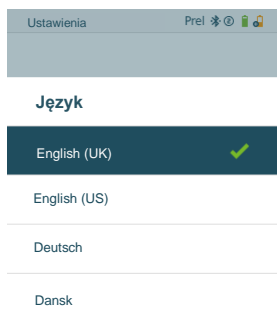 Ustawienia Prel
Język
English (UK)
English (US)
Deutsch
Dansk